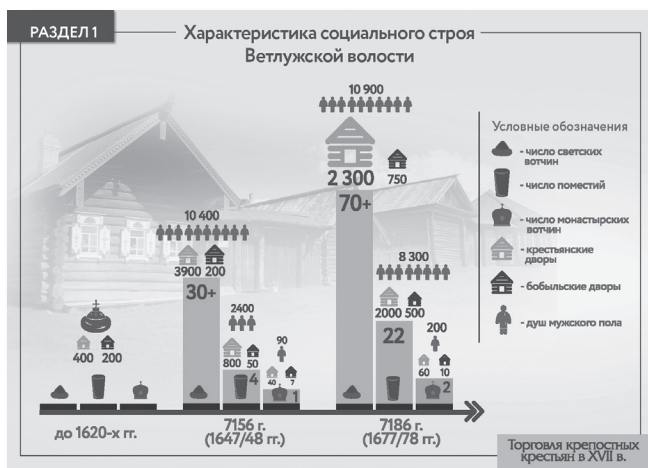 РАЗДЕЛ 1
Характеристика социального строя
Ветлужской волости
10 900
2 300
750
70+
Условные обозначения
- число светских
вотчин
- число поместий
- число монастырских
вотчин
- крестьянские
дворы
- бобыльские дворы
- душ мужского пола
10 400
3900 200
30+
8 300
2000 500
22
2400
800 50
4
90
40 7
1
200
60 10
2
400 200
до 1620-х гг.
7156 г.
(1647/48 гг.)
7186 г.
(1677/78 гг.)
Торговля крепостных
крестьян в XVII в.